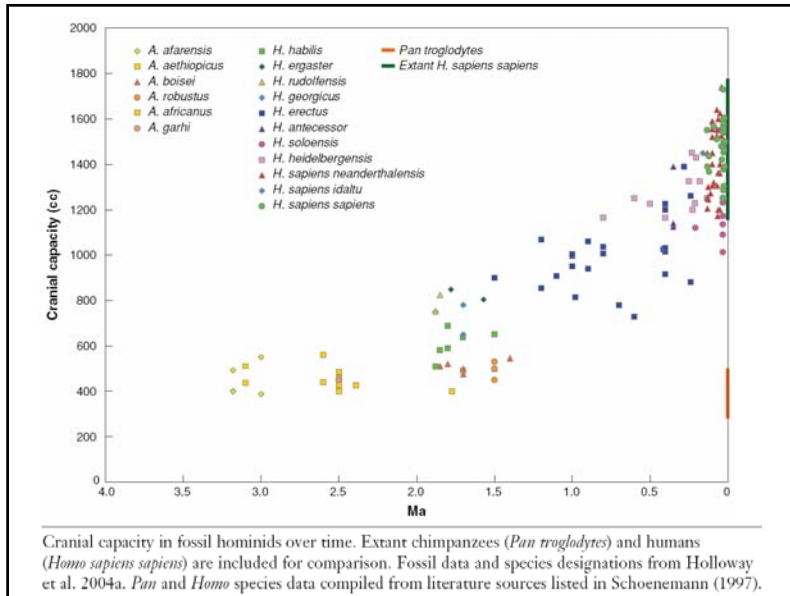 2000
1800
1600
1400
1200
1000
800
600
400
200
0
Cranial capacity (cc)
A. afarensis
A. aethiopicus
A. boisei
A. robustus
A. africanus
A. garhi
H. habilis
H. ergaster
H. rudolfensis
H. georgicus
H. erectus
H. antecessor
H. soloensis
H. heidelbergensis
H. sapiens neanderthalensis
H. sapiens idaltu
H. sapiens sapiens
Pan troglodytes
Extant H. sapiens sapiens
4.0 3.5 3.0 2.5 2.0 1.5 1.0 0.5 0
Ma
Cranial capacity in fossil hominids over time. Extant chimpanzees (Pan troglodytes) and humans
(Homo sapiens sapiens) are included for comparison. Fossil data and species designations from Holloway
et al. 2004a. Pan and Homo species data compiled from literature sources listed in Schoenemann (1997).